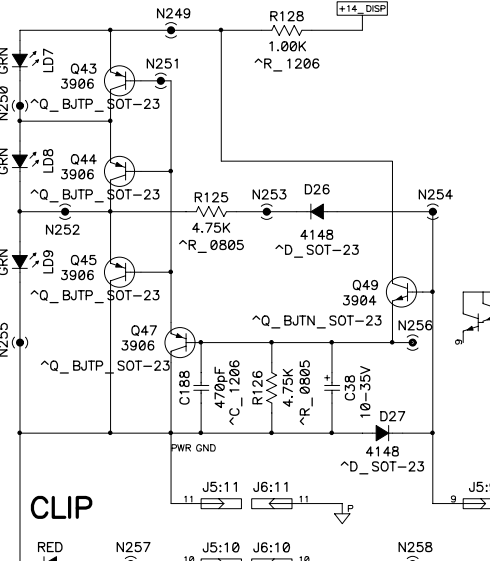 +14_DISP
N249
R128
1.00K
^R_1206
GRN
LD7
Q43
3906
N251
N250
^Q_BJTP_SOT-23
GRN
LD8
Q44
3906
^Q_BJTP_SOT-23
N252
R125
4.75K
^R_0805
N253
D26
4148
^D_SOT-23
N254
GRN
LD9
Q45
3906
^Q_BJTP_SOT-23
Q49
3904
^Q_BJTN_SOT-23
N255
Q47
3906
^Q_BJTP_SOT-23
N256
9
C188
470pF
^C_1206
R126
4.75K
^R_0805
+
C38
10-35V
D27
4148
^D_SOT-23
PWR GND
CLIP
11
J5:11
J6:11
11
P
9
RED
N257
10
J5:10
J6:10
10
N258